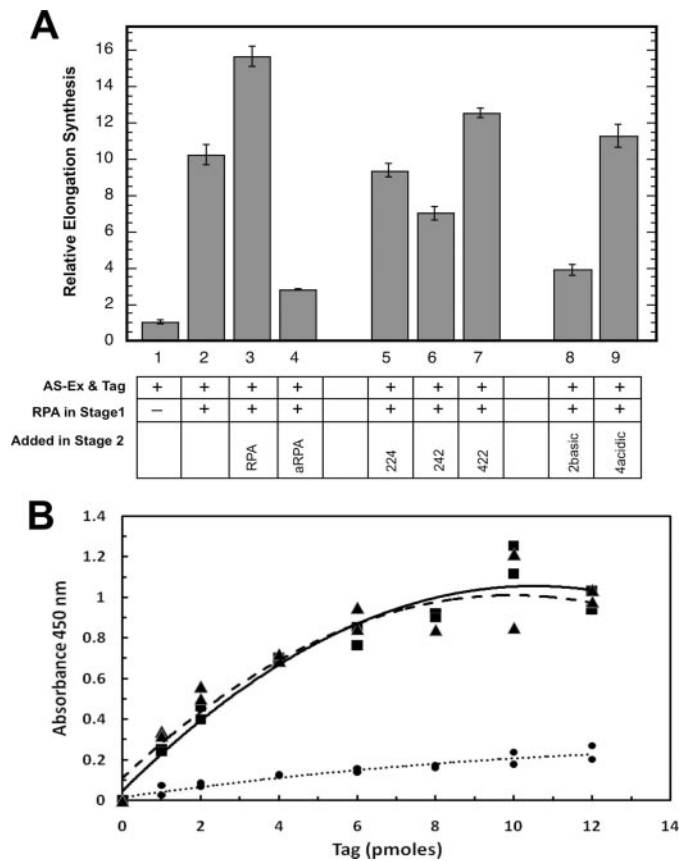 A
Relative Elongation Synthesis
16
14
12
10
8
6
4
2
0
1 2 3 4 5 6 7 8 9
AS-Ex & Tag + + + + + + + + +
RPA in Stage1 – + + + + + + + +
Added in Stage 2 RPA aRPA 224 242 422 2basic 4acidic
B
Absorbance 450 nm
1.4
1.2
1
0.8
0.6
0.4
0.2
0
0 2 4 6 8 10 12 14
Tag (pmoles)